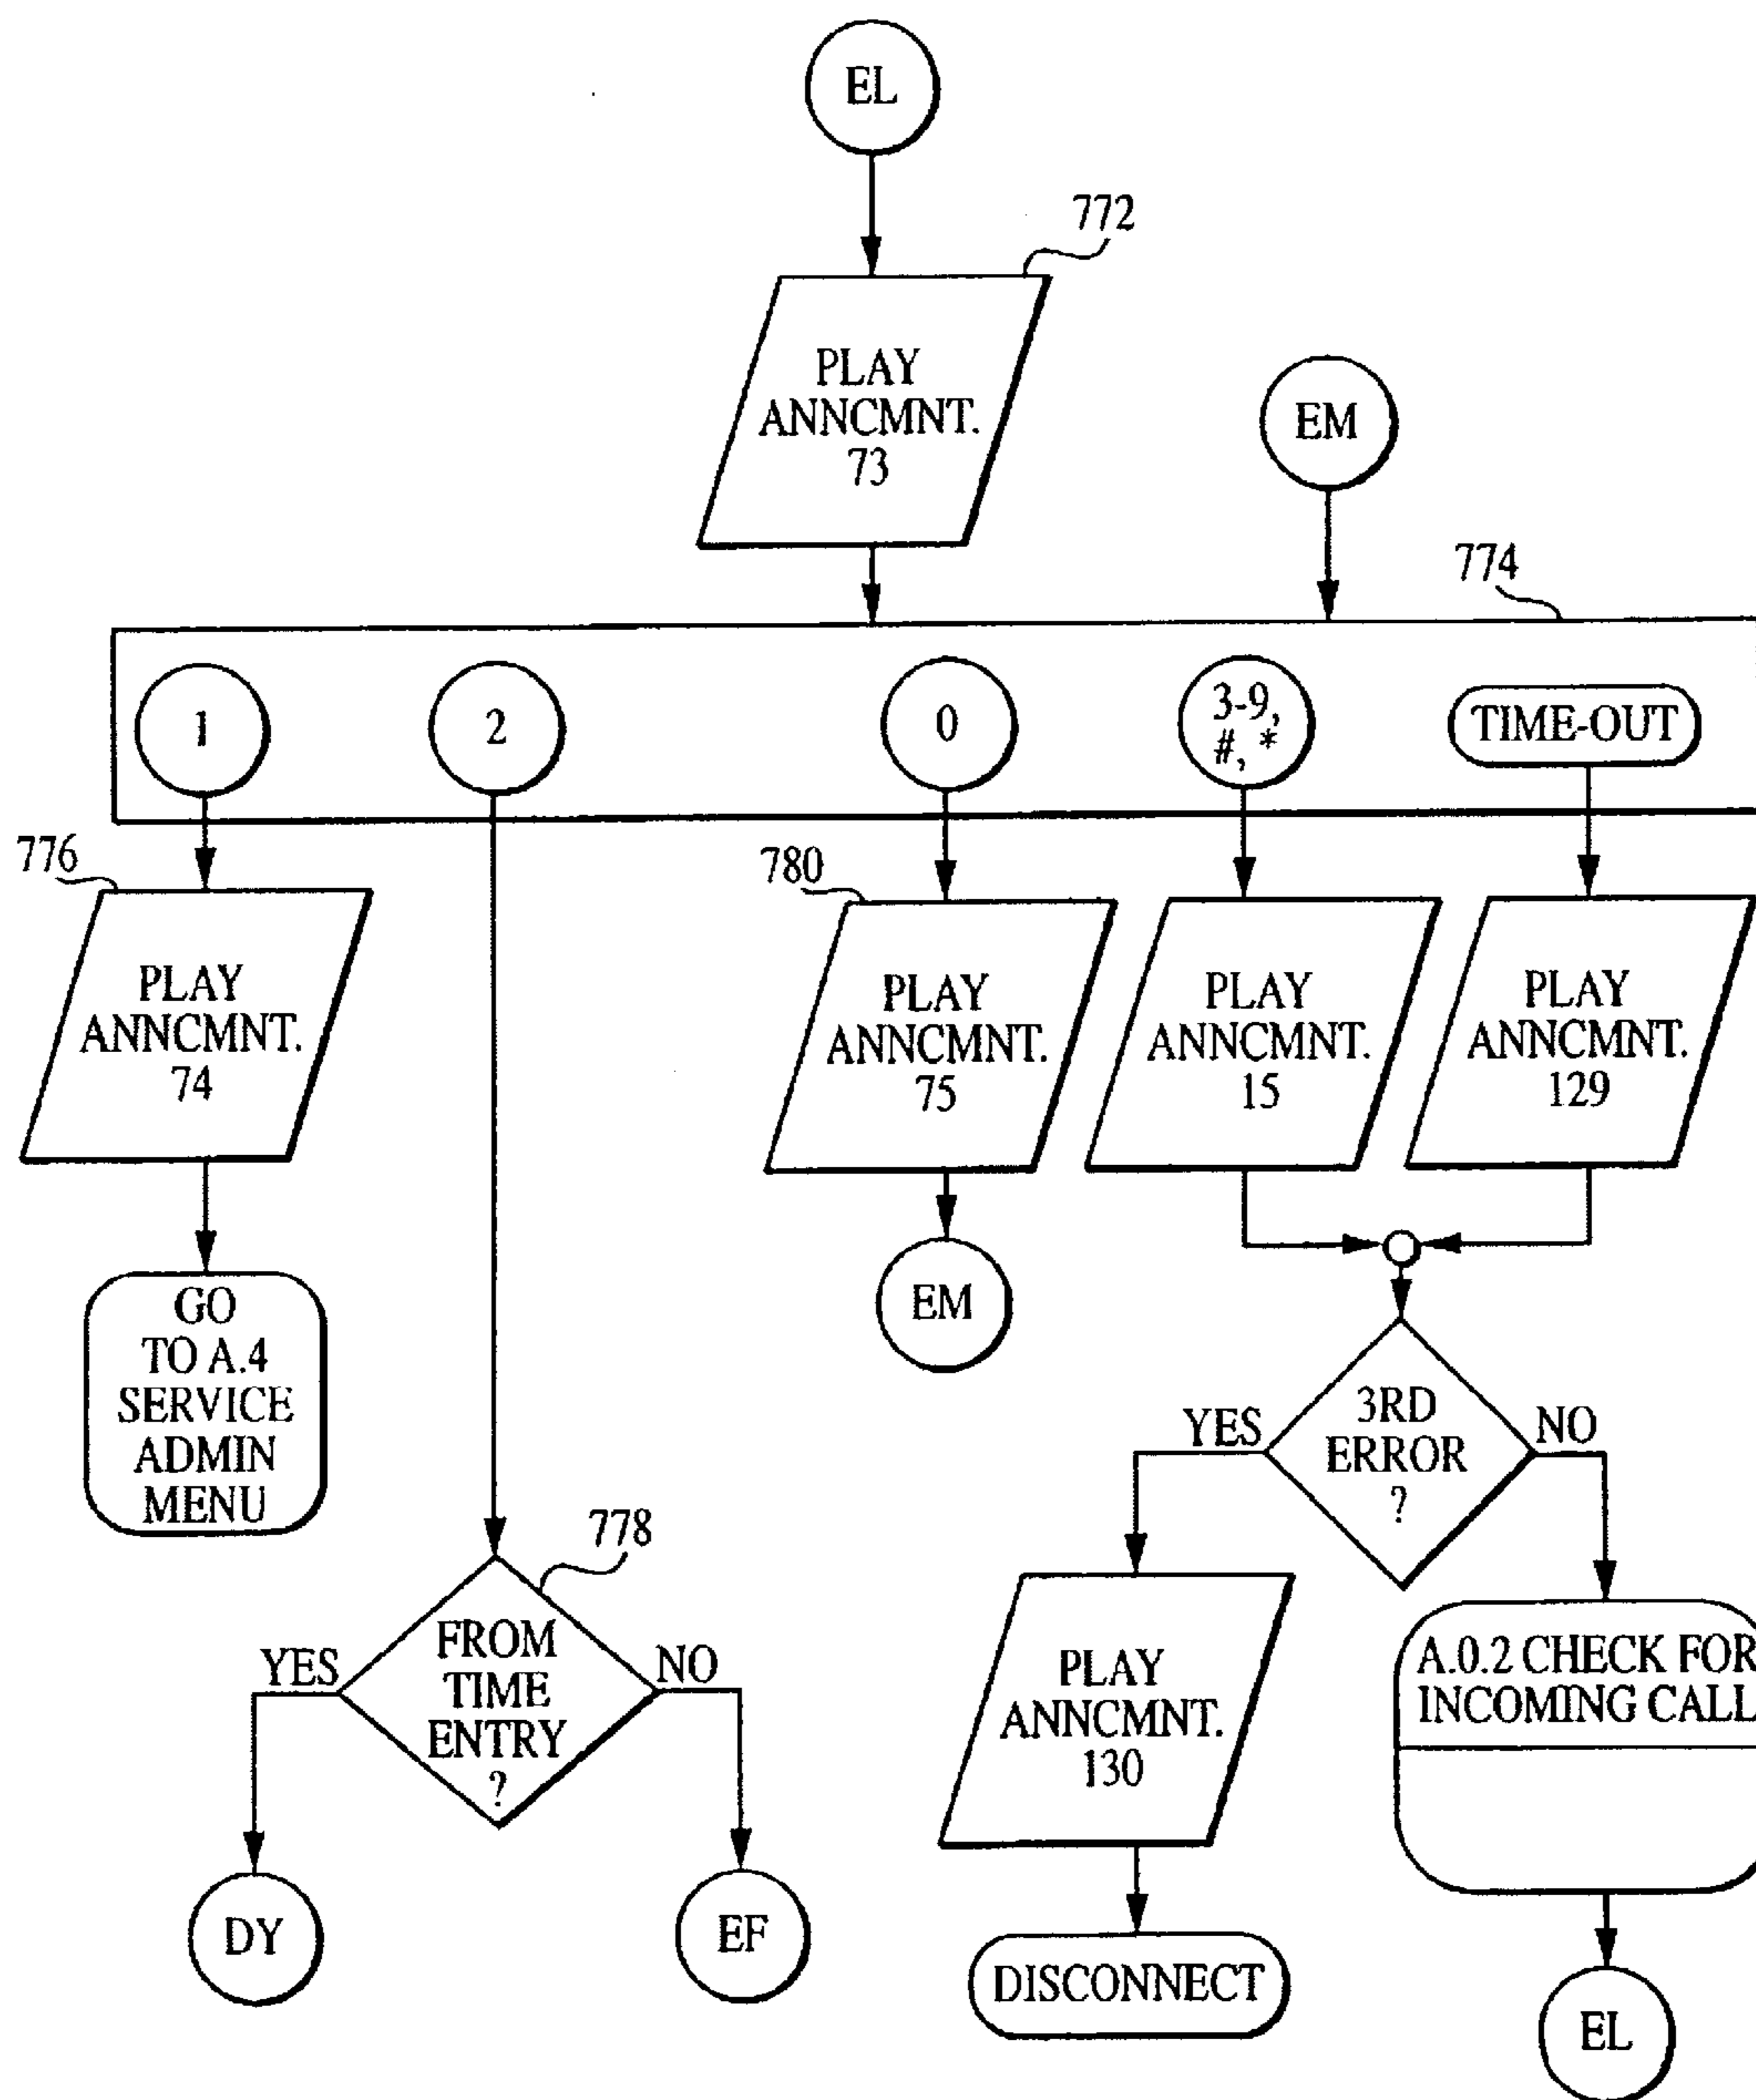 EL
772
PLAY
ANNCMNT.
73
EM
774
1
2
0
3-9,
#, *
TIME-OUT
776
PLAY
ANNCMNT.
74
780
PLAY
ANNCMNT.
75
PLAY
ANNCMNT.
15
PLAY
ANNCMNT.
129
GO
TO A.4
SERVICE
ADMIN
MENU
EM
YES
3RD
ERROR
?
NO
778
YES
FROM
TIME
ENTRY
?
NO
PLAY
ANNCMNT.
130
A.0.2 CHECK FOR
INCOMING CALL
DY
EF
DISCONNECT
EL